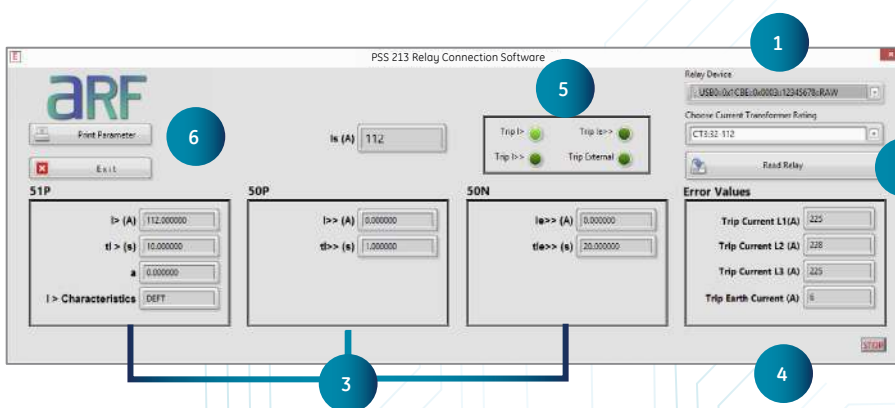 1
PSS 213 Relay Connection Software
Relay Device
USB0::0x1CBE::0x0003::12345678::RAW
5
aRF
Choose Current Transformer Rating
CT3:32-112
Print Parameter
6
Is (A) 112
Trip I> Trip Ie>>
Trip I>> Trip External
Exit
Read Relay
51P
50P
50N
Error Values
I> (A) 112.000000
I>> (A) 0.000000
Ie>> (A) 0.000000
Trip Current L1(A) 225
tI > (s) 10.000000
tI>> (s) 1.000000
tIe>> (s) 20.000000
Trip Current L2 (A) 228
a 0.000000
Trip Current L3 (A) 225
I > Characteristics DEFT
Trip Earth Current (A) 6
STOP
3
4